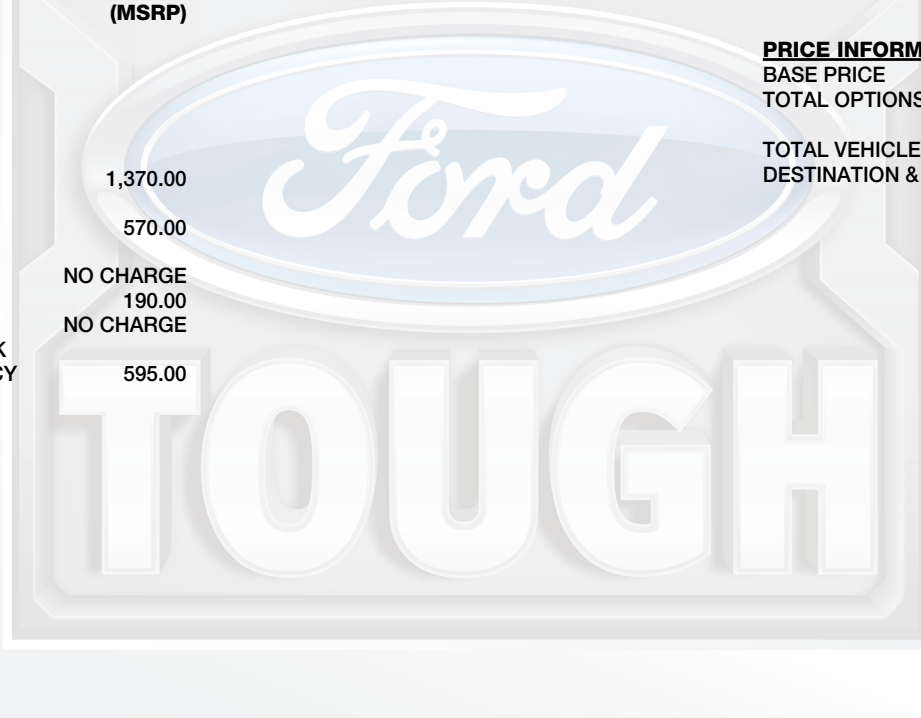 (MSRP)
PRICE INFORM
BASE PRICE
TOTAL OPTIONS
TOTAL VEHICLE
DESTINATION &
1,370.00
570.00
NO CHARGE
190.00
NO CHARGE
K
CY
595.00
Ford
TOUGH